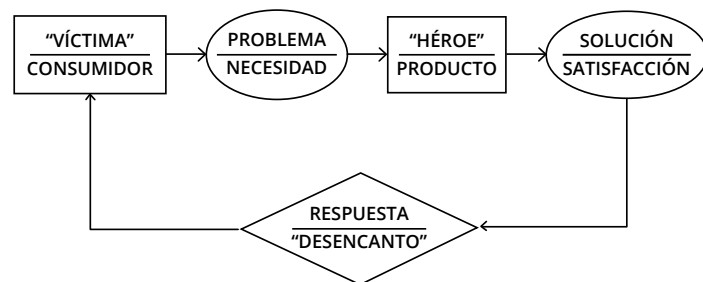 “VÍCTIMA”
CONSUMIDOR
PROBLEMA
NECESIDAD
“HÉROE”
PRODUCTO
SOLUCIÓN
SATISFACCIÓN
RESPUESTA
“DESENCANTO”